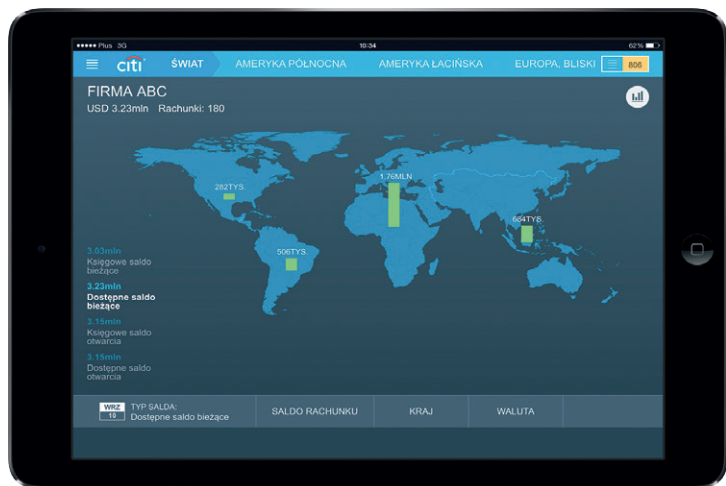 Plus 3G 10:34 62%
citi ŚWIAT AMERYKA PÓŁNOCNA AMERYKA ŁACIŃSKA EUROPA, BLISKI 806
FIRMA ABC
USD 3.23mln Rachunki: 180
1.76MLN
282TYS.
664TYS.
506TYS.
3.03mln
Księgowe saldo
bieżące
3.23mln
Dostępne saldo
bieżące
3.15mln
Księgowe saldo
otwarcia
3.15mln
Dostępne saldo
otwarcia
WRZ
10
TYP SALDA:
Dostępne saldo bieżące
SALDO RACHUNKU KRAJ WALUTA